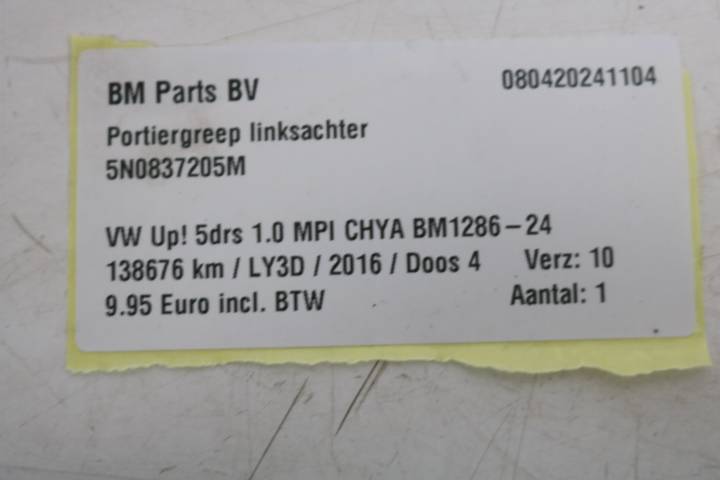 BM Parts BV 080420241104
Portiergreep linksachter
5N0837205M
VW Up! 5drs 1.0 MPI CHYA BM1286-24
138676 km / LY3D / 2016 / Doos 4 Verz: 10
9.95 Euro incl. BTW Aantal: 1